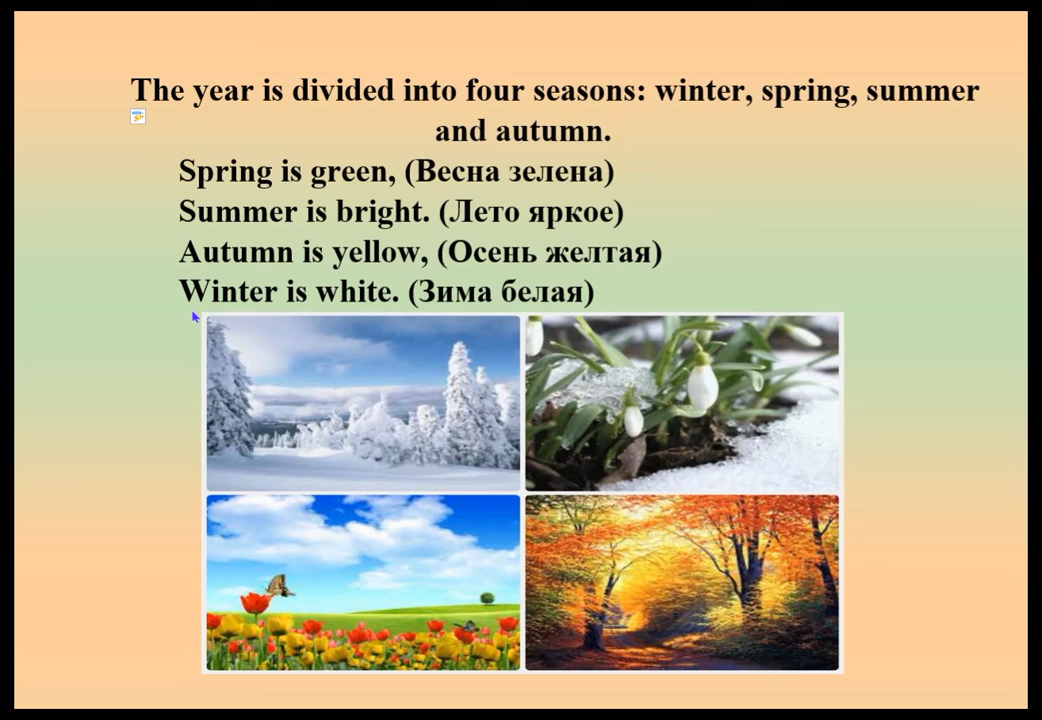 The year is divided into four seasons: winter, spring, summer
and autumn.
Spring is green, (Весна зелена)
Summer is bright. (Лето яркое)
Autumn is yellow, (Осень желтая)
Winter is white. (Зима белая)